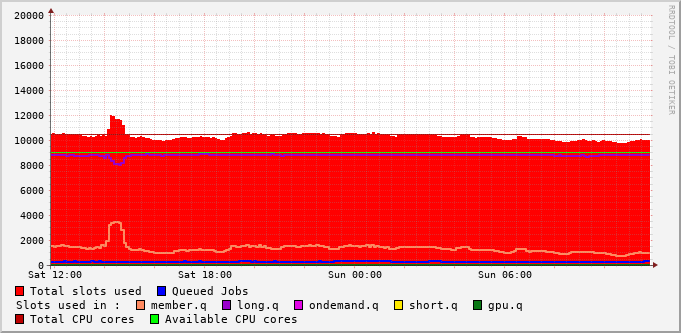 20000
18000
16000
14000
12000
10000
8000
6000
4000
2000
0
Sat 12:00 Sat 18:00 Sun 00:00 Sun 06:00
Total slots used Queued Jobs
Slots used in : member.q long.q ondemand.q short.q gpu.q
Total CPU cores Available CPU cores
RRDTOOL / TOBI OETIKER